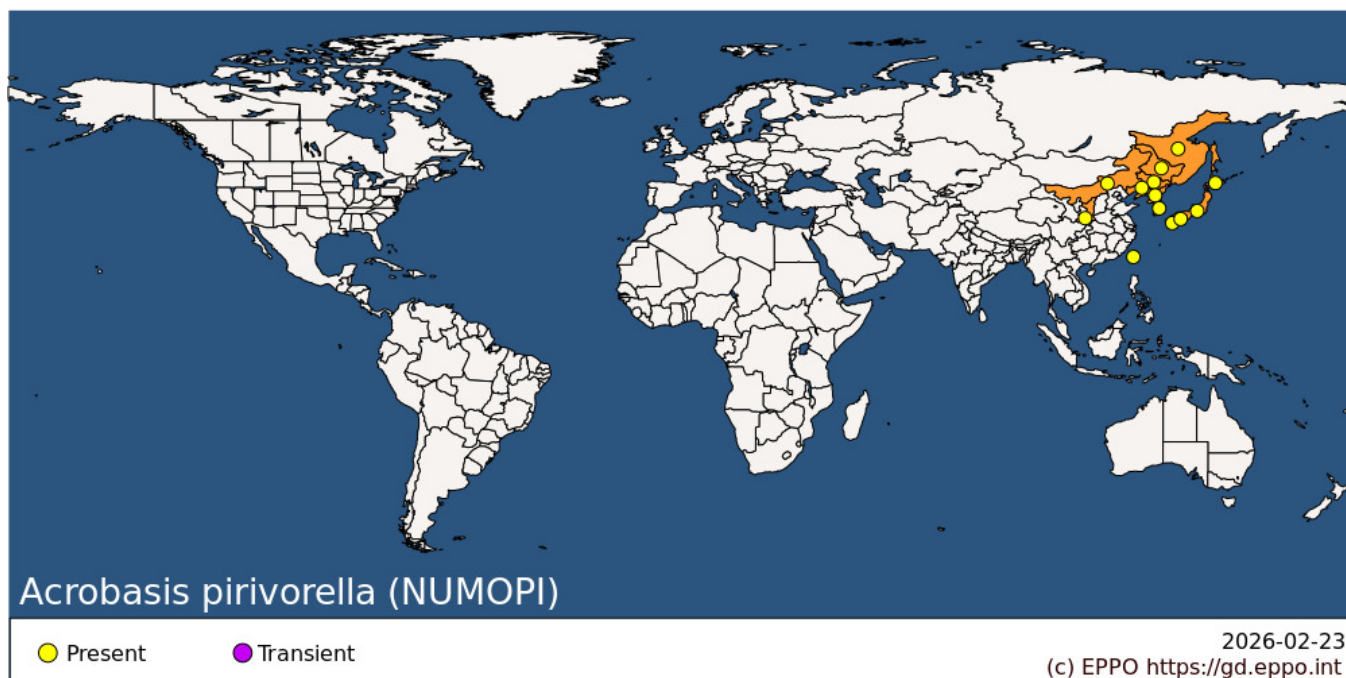 Acrobasis pirivorella (NUMOPI)
Present
Transient
2026-02-23
(c) EPPO https://gd.eppo.int